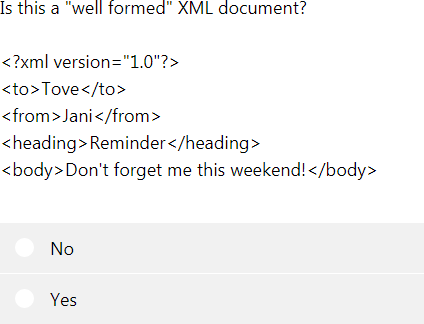 Is this a "well formed" XML document?
<?xml version="1.0"?>
<to>Tove</to>
<from>Jani</from>
<heading>Reminder</heading>
<body>Don't forget me this weekend!</body>
No
Yes